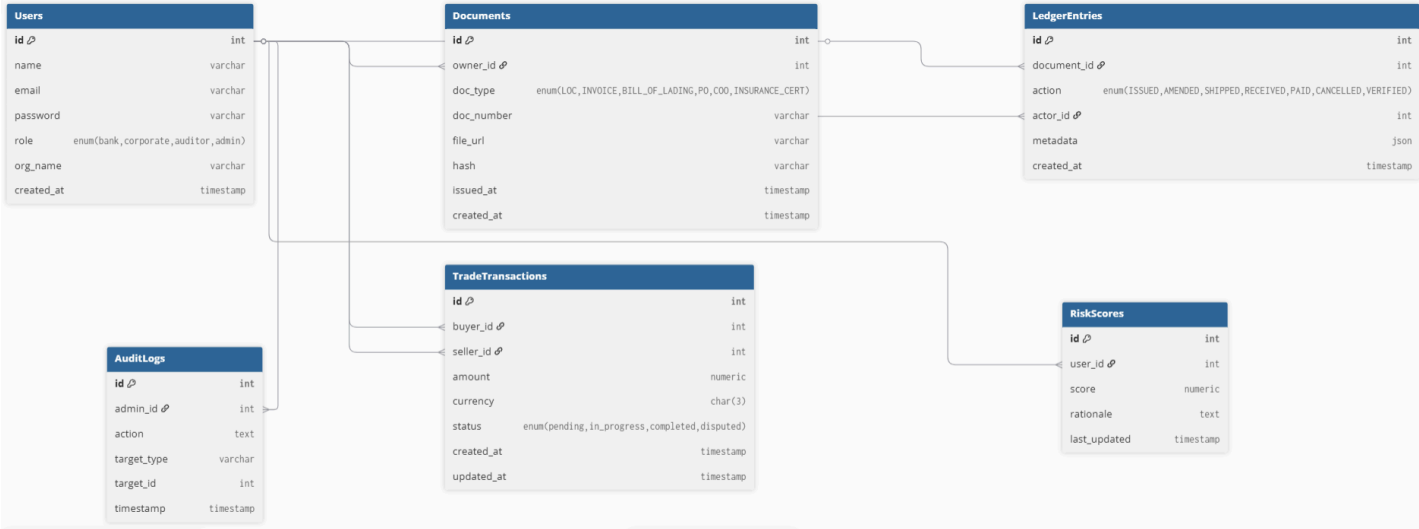 Users
id int
name varchar
email varchar
password varchar
role enum(bank,corporate,auditor,admin)
org_name varchar
created_at timestamp
Documents
id int
owner_id int
doc_type enum(LOC,INVOICE,BILL_OF_LADING,PO,COO,INSURANCE_CERT)
doc_number varchar
file_url varchar
hash varchar
issued_at timestamp
created_at timestamp
LedgerEntries
id int
document_id int
action enum(ISSUED,AMENDED,SHIPPED,RECEIVED,PAID,CANCELLED,VERIFIED)
actor_id int
metadata json
created_at timestamp
TradeTransactions
id int
buyer_id int
seller_id int
amount numeric
currency char(3)
status enum(pending,in_progress,completed,disputed)
created_at timestamp
updated_at timestamp
RiskScores
id int
user_id int
score numeric
rationale text
last_updated timestamp
AuditLogs
id int
admin_id int
action text
target_type varchar
target_id int
timestamp timestamp